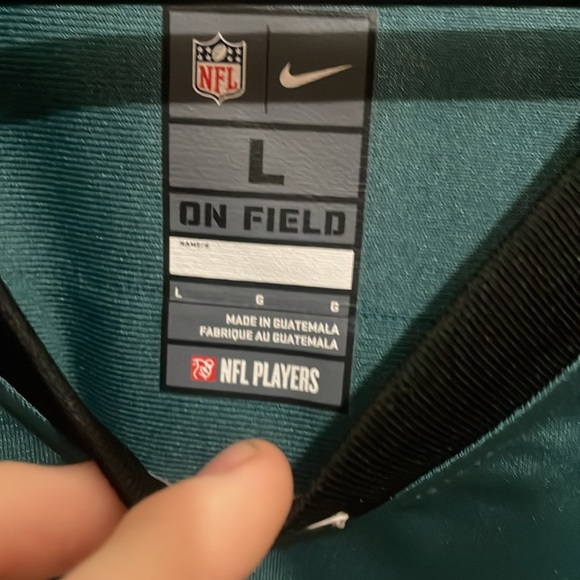 NFL
L
ON FIELD
NAME/#
L G G
MADE IN GUATEMALA
FABRIQUE AU GUATEMALA
NFL PLAYERS